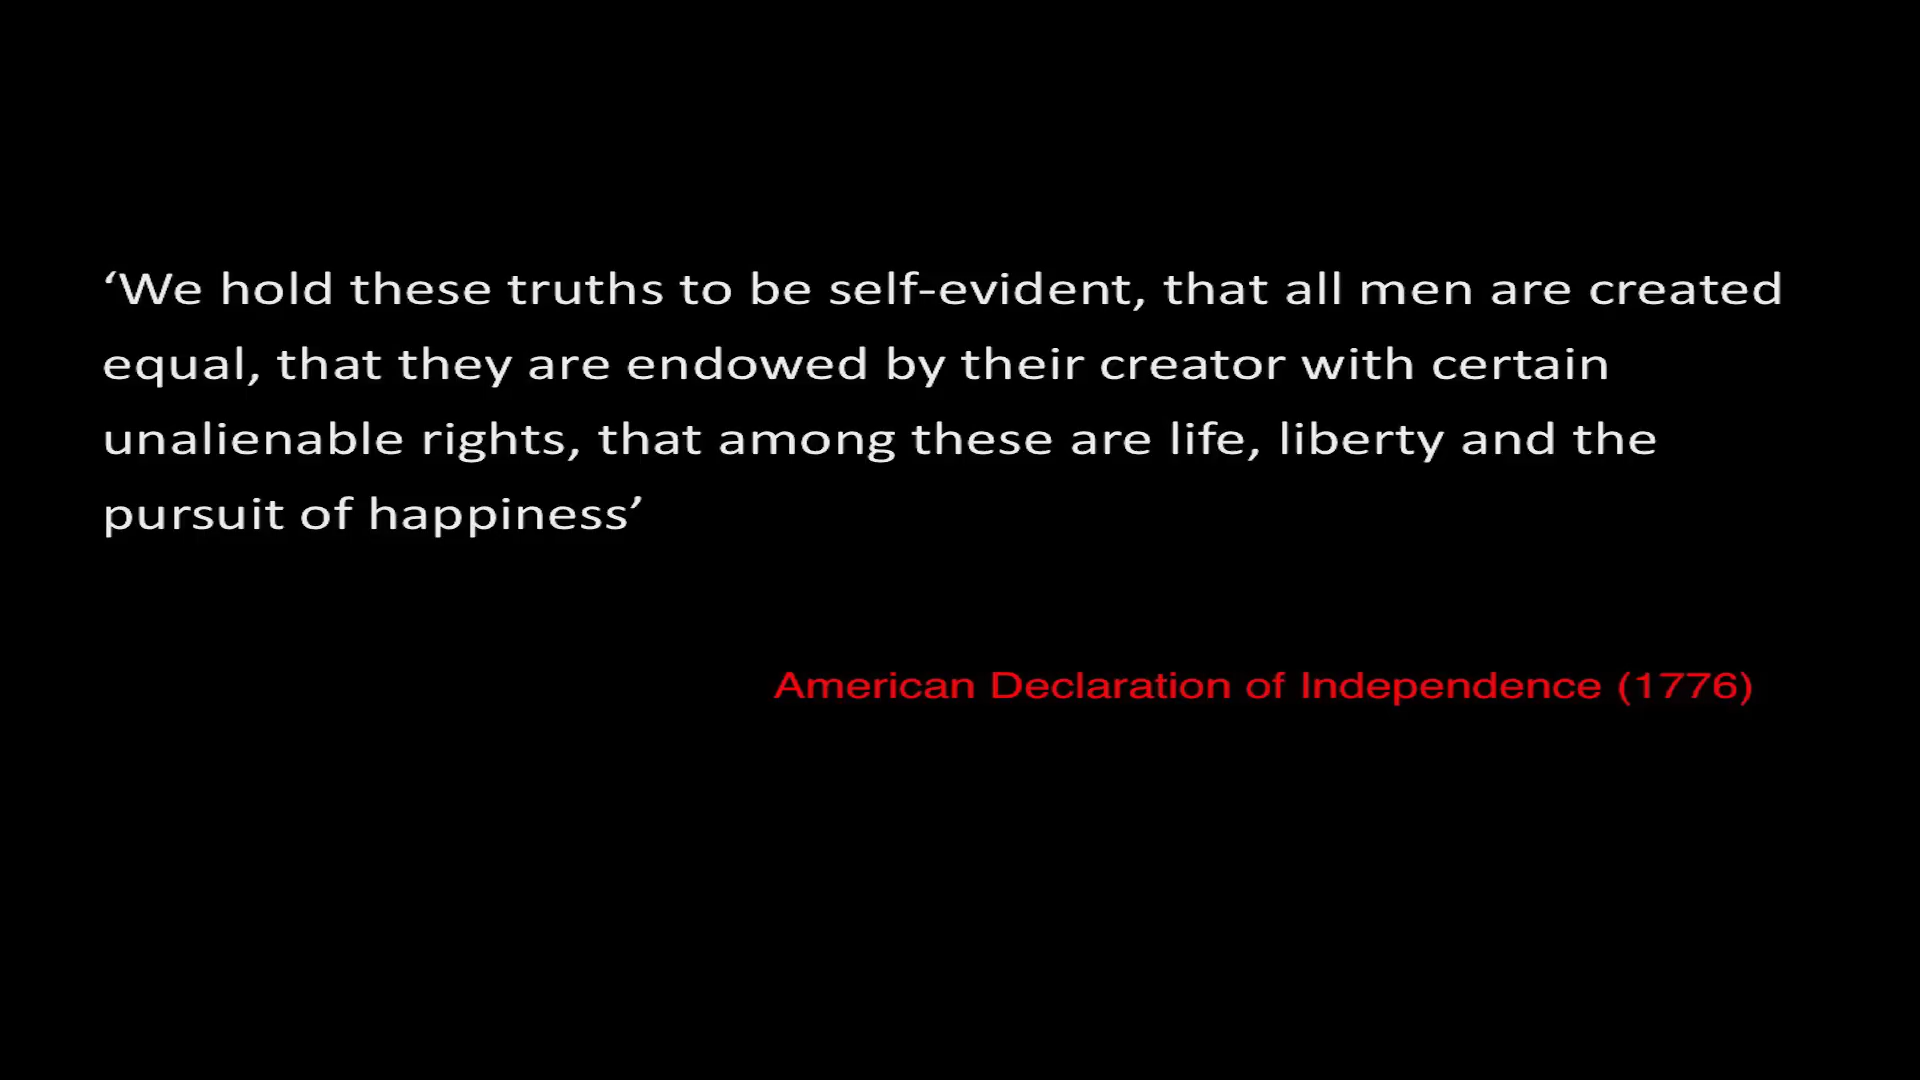 ‘We hold these truths to be self-evident, that all men are created
equal, that they are endowed by their creator with certain
unalienable rights, that among these are life, liberty and the
pursuit of happiness’
American Declaration of Independence (1776)